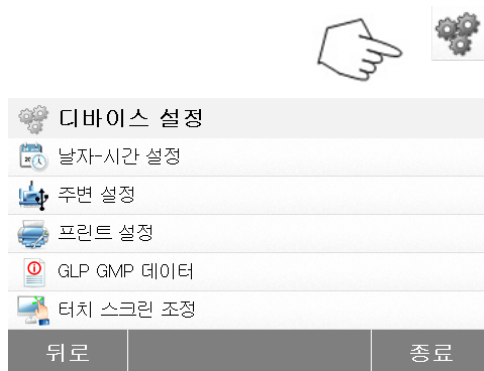 디바이스 설정
날자-시간 설정
주변 설정
프린트 설정
GLP GMP 데이터
터치 스크린 조정
뒤로 종료